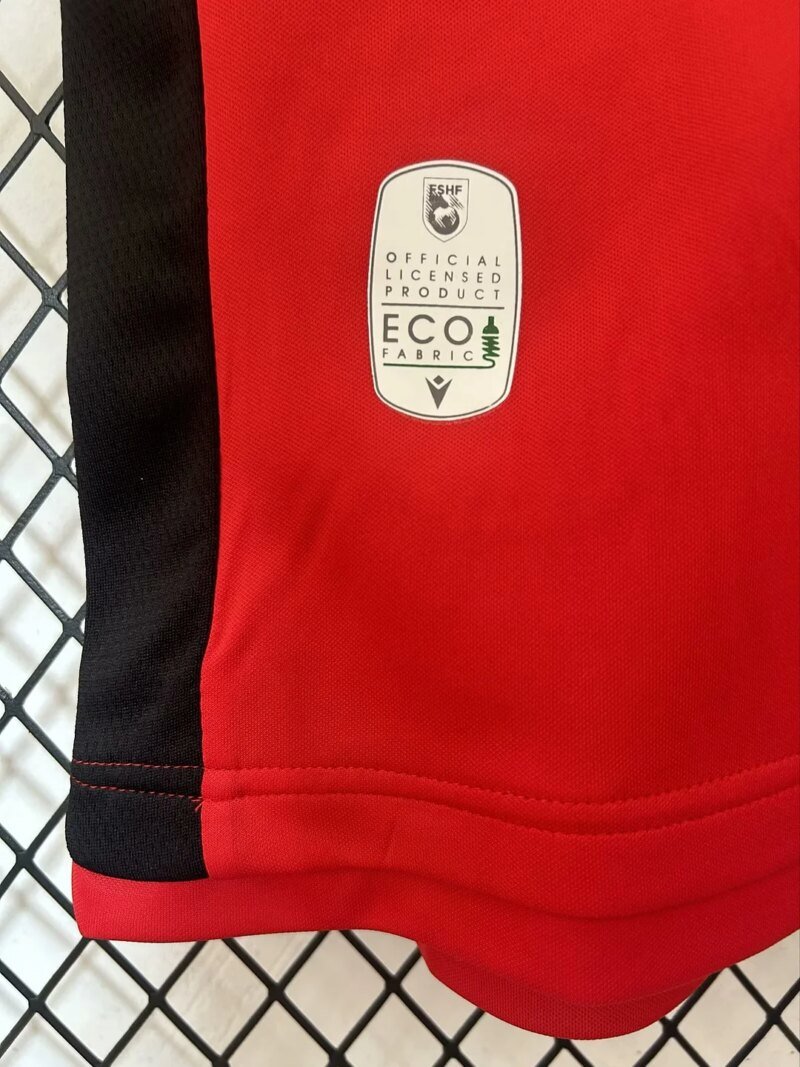 FSHF
OFFICIAL
LICENSED
PRODUCT
ECO
FABRIC